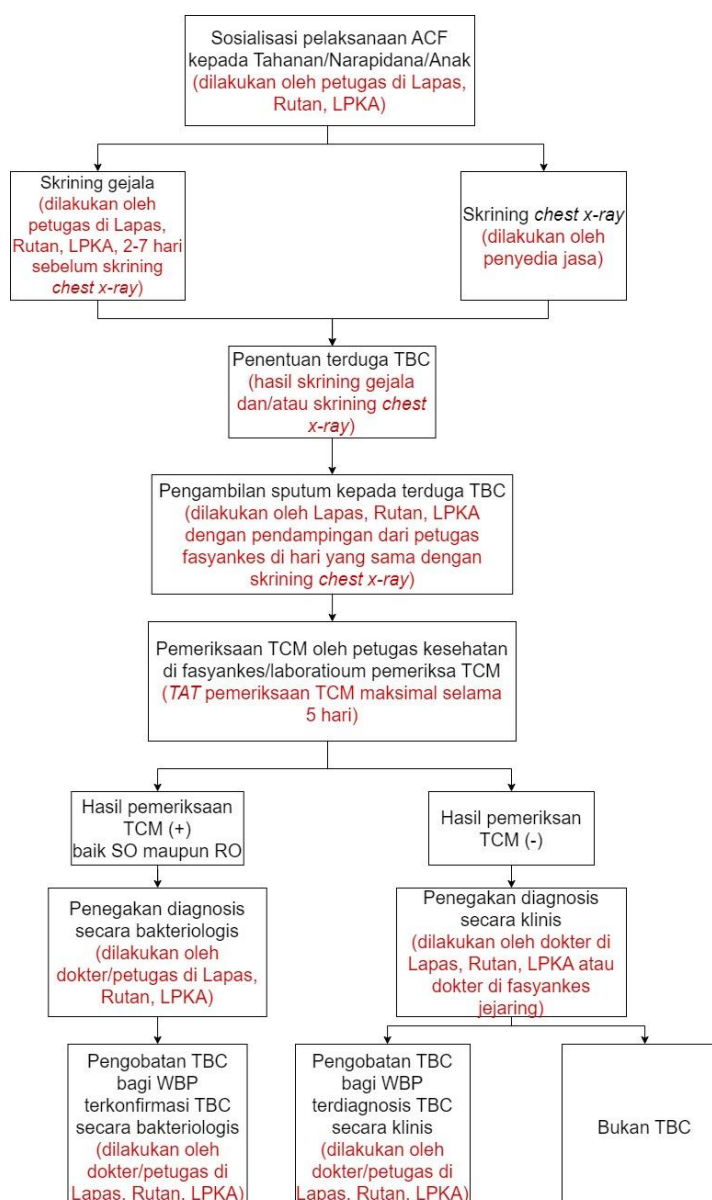 Sosialisasi pelaksanaan ACF
kepada Tahanan/Narapidana/Anak
(dilakukan oleh petugas di Lapas,
Rutan, LPKA)
Skrining gejala
(dilakukan oleh
petugas di Lapas,
Rutan, LPKA, 2-7 hari
sebelum skrining
chest x-ray)
Skrining chest x-ray
(dilakukan oleh
penyedia jasa)
Penentuan terduga TBC
(hasil skrining gejala
dan/atau skrining chest
x-ray)
Pengambilan sputum kepada terduga TBC
(dilakukan oleh Lapas, Rutan, LPKA
dengan pendampingan dari petugas
fasyankes di hari yang sama dengan
skrining chest x-ray)
Pemeriksaan TCM oleh petugas kesehatan
di fasyankes/laboratioum pemeriksa TCM
(TAT pemeriksaan TCM maksimal selama
5 hari)
Hasil pemeriksaan
TCM (+)
baik SO maupun RO
Hasil pemeriksan
TCM (-)
Penegakan diagnosis
secara bakteriologis
(dilakukan oleh
dokter/petugas di Lapas,
Rutan, LPKA)
Penegakan diagnosis
secara klinis
(dilakukan oleh dokter di
Lapas, Rutan, LPKA atau
dokter di fasyankes
jejaring)
Pengobatan TBC
bagi WBP
terkonfirmasi TBC
secara bakteriologis
(dilakukan oleh
dokter/petugas di
Lapas, Rutan, LPKA)
Pengobatan TBC
bagi WBP
terdiagnosis TBC
secara klinis
(dilakukan oleh
dokter/petugas di
Lapas, Rutan, LPKA)
Bukan TBC